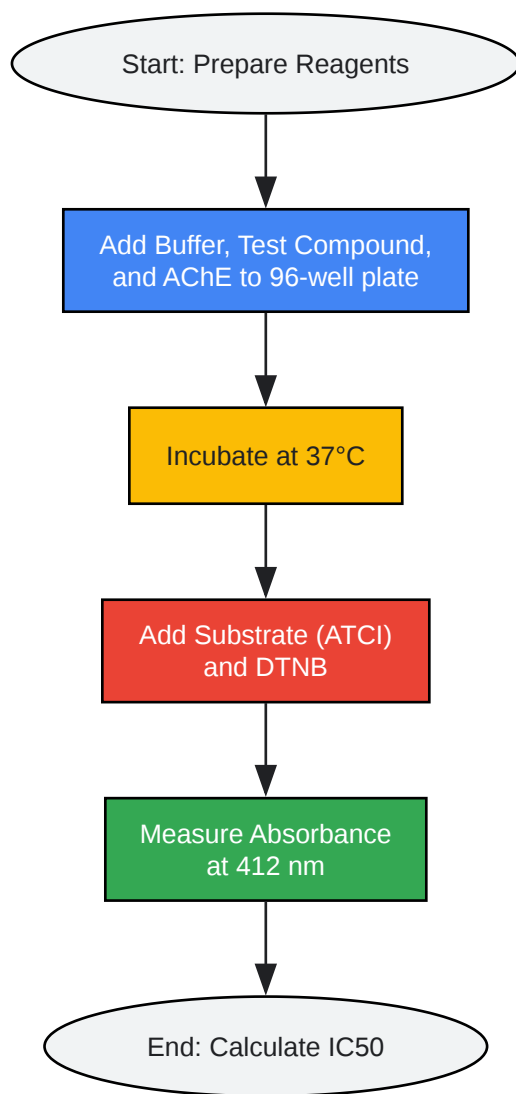 Start: Prepare Reagents
Add Buffer, Test Compound,
and AChE to 96-well plate
Incubate at 37°C
Add Substrate (ATCI)
and DTNB
Measure Absorbance
at 412 nm
End: Calculate IC50